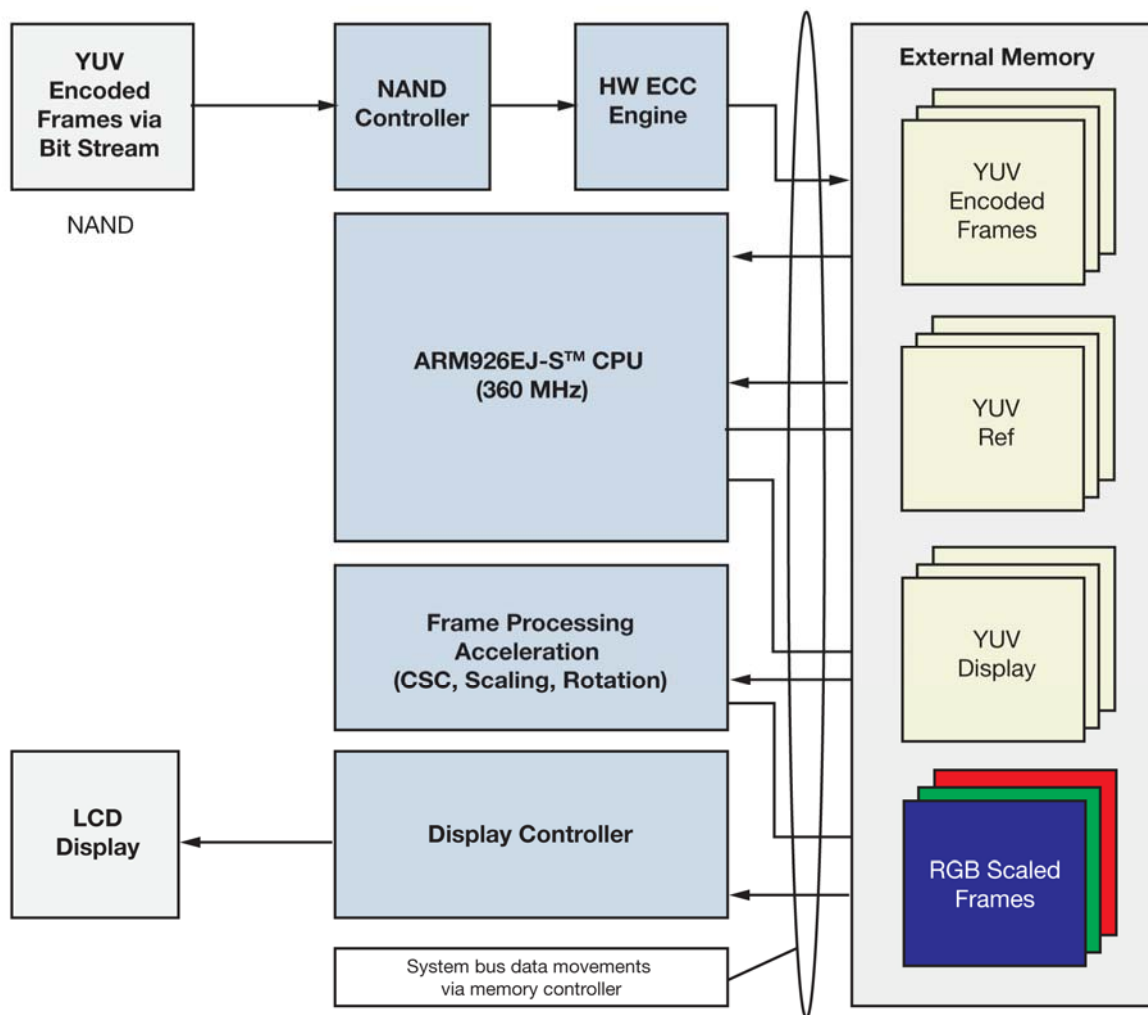 YUV
Encoded
Frames via
Bit Stream
NAND
NAND
Controller
HW ECC
Engine
External Memory
YUV
Encoded
Frames
ARM926EJ-S™ CPU
(360 MHz)
YUV
Ref
Frame Processing
Acceleration
(CSC, Scaling, Rotation)
YUV
Display
LCD
Display
Display Controller
RGB Scaled
Frames
System bus data movements
via memory controller